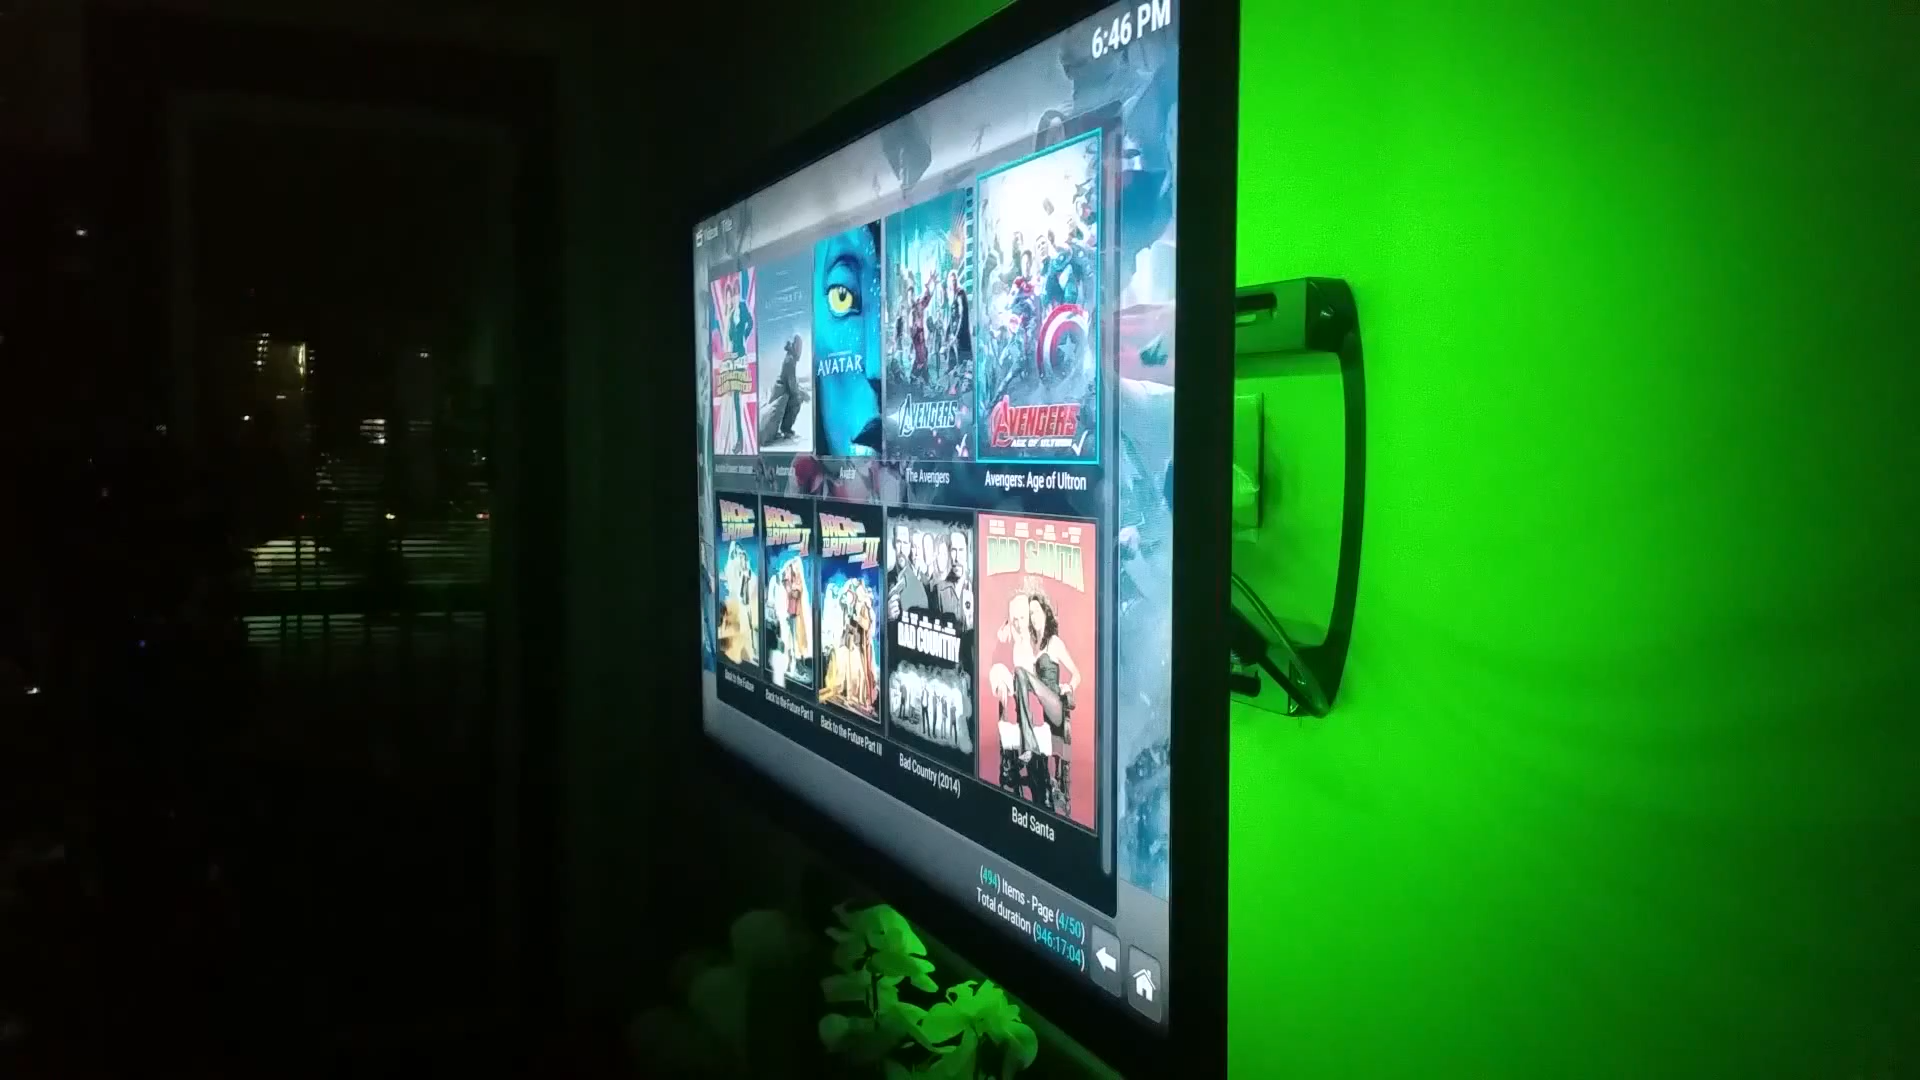 6:46 PM
Title
AVATAR
AVENGERS
AVENGERS
AGE OF ULTRON
Avatar
The Avengers
Avengers: Age of Ultron
BACK TO THE FUTURE
BACK TO THE FUTURE II
BACK TO THE FUTURE III
BAD COUNTRY
BAD SANTA
Back to the Future
Back to the Future Part II
Back to the Future Part III
Bad Country (2014)
Bad Santa
(494) Items - Page (4/50)
Total duration (946:17:04)